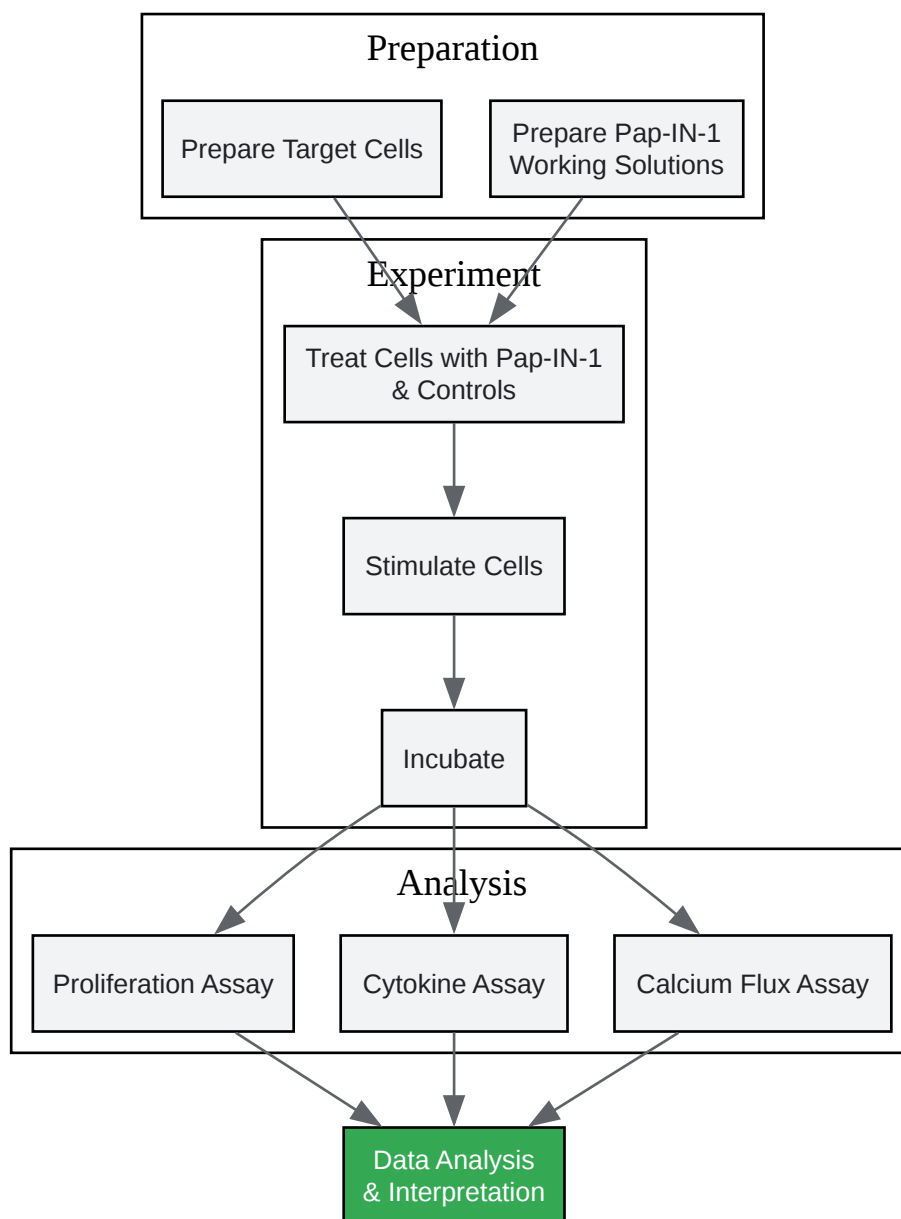 Preparation
Prepare Target Cells
Prepare Pap-IN-1
Working Solutions
Experiment
Treat Cells with Pap-IN-1
& Controls
Stimulate Cells
Incubate
Analysis
Proliferation Assay
Cytokine Assay
Calcium Flux Assay
Data Analysis
& Interpretation